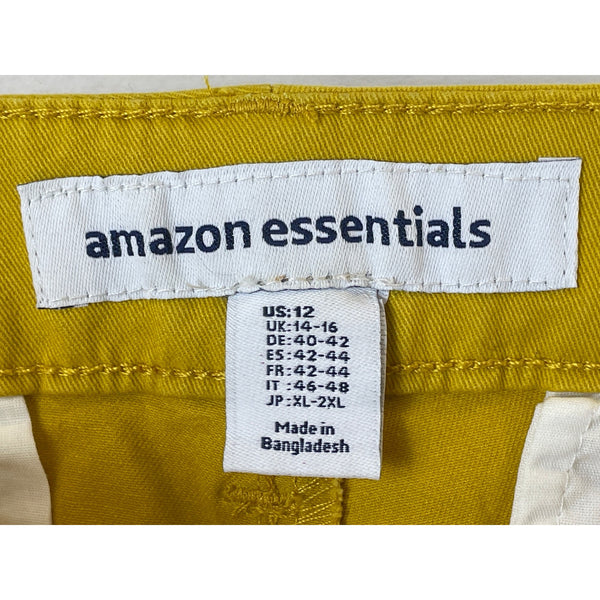 amazon essentials
US:12
UK:14-16
DE:40-42
ES:42-44
FR:42-44
IT :46-48
JP:XL-2XL
Made in
Bangladesh